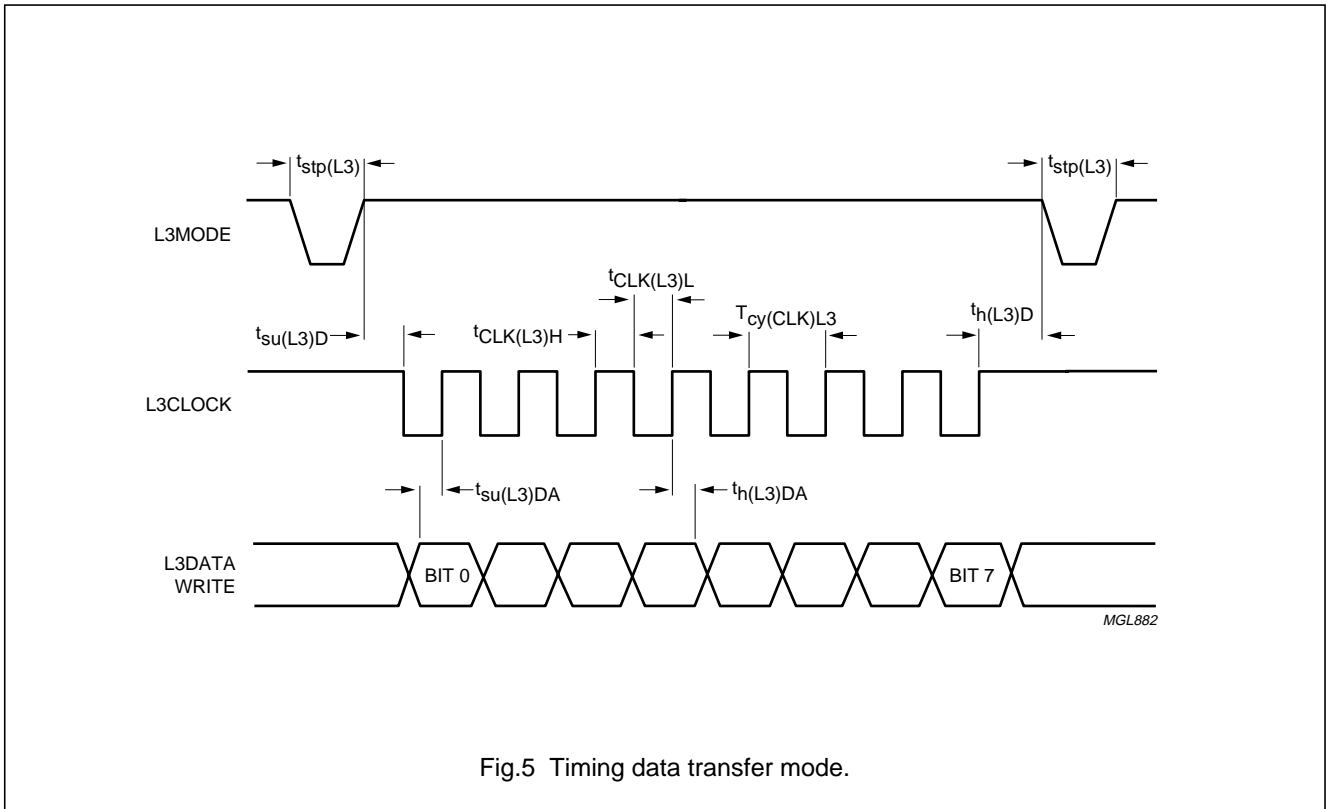 tstp(L3)
tstp(L3)
L3MODE
tCLK(L3)L
tsu(L3)D
tCLK(L3)H
Tcy(CLK)L3
th(L3)D
L3CLOCK
tsu(L3)DA
th(L3)DA
L3DATA
WRITE
BIT 0
BIT 7
MGL882
Fig.5 Timing data transfer mode.